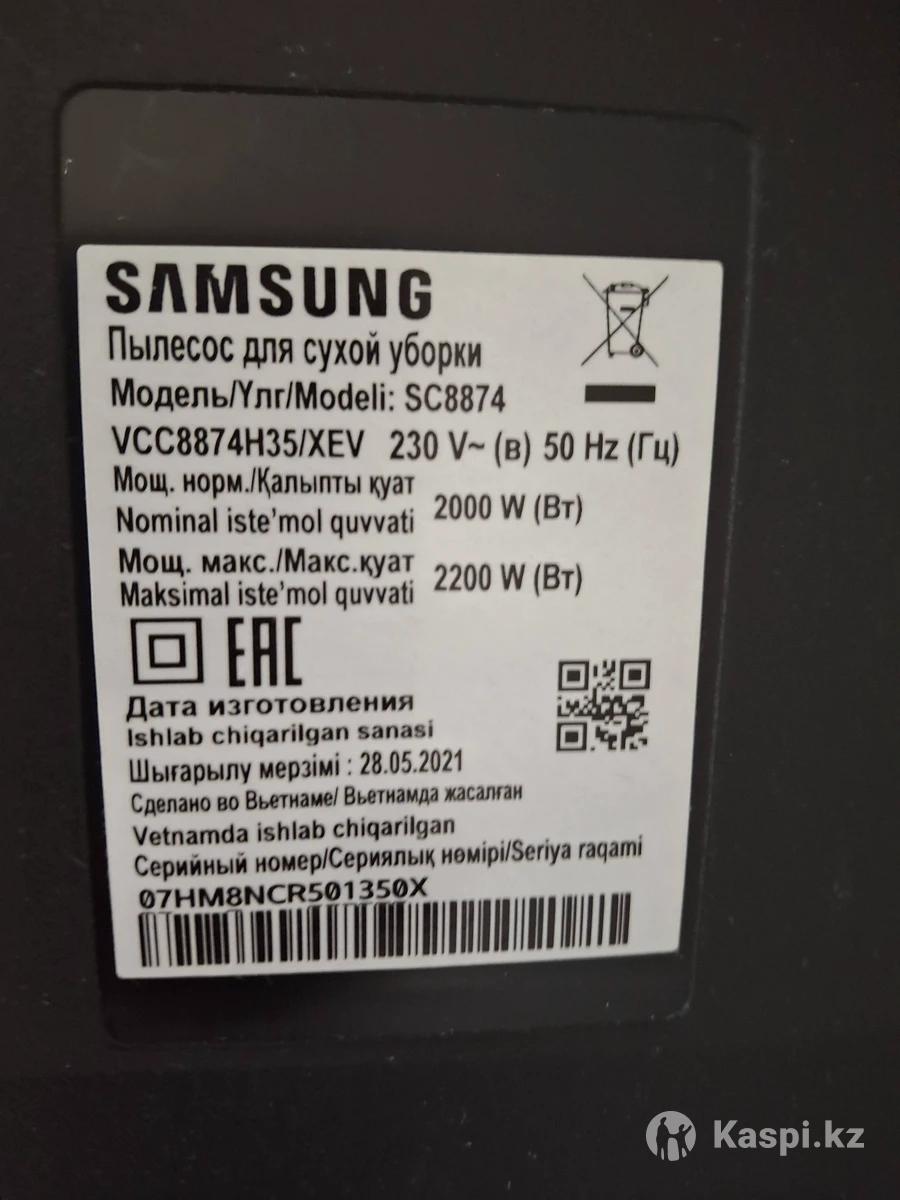 SAMSUNG
Пылесос для сухой уборки
Модель/Үлг/Modeli: SC8874
VCC8874H35/XEV 230 V~ (в) 50 Hz (Гц)
Мощ. норм./Қалыпты қуат
Nominal iste'mol quvvati 2000 W (Вт)
Мощ. макс./Макс.қуат
Maksimal iste'mol quvvati 2200 W (Вт)
EAC
Дата изготовления
Ishlab chiqarilgan sanasi
Шығарылу мерзімі : 28.05.2021
Сделано во Вьетнаме/ Вьетнамда жасалған
Vetnamda ishlab chiqarilgan
Серийный номер/Сериялық нөмірі/Seriya raqami
07HM8NCR501350X
Kaspi.kz